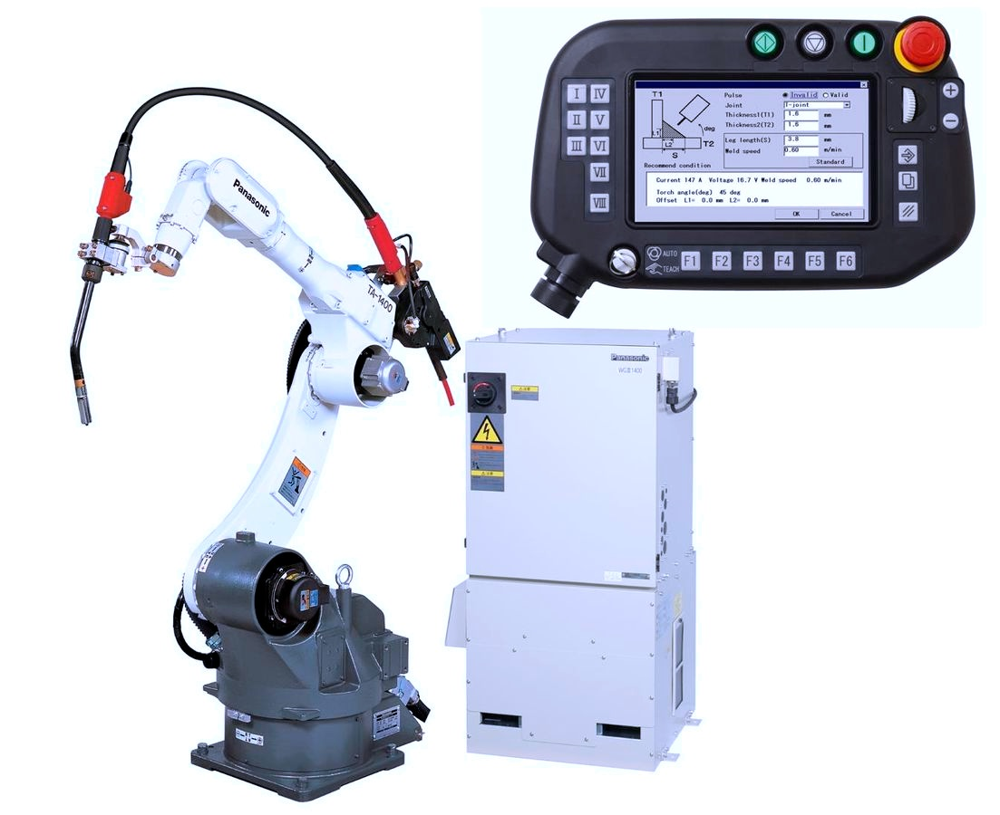 Panasonic
TA-1400
T1
L1
L2
deg
T2
S
Pulse Invalid Valid
Joint T-joint
Thickness1(T1) 1.6 mm
Thickness2(T2) 1.6 mm
Leg length(S) 3.8 mm
Weld speed 0.60 m/min
Standard
Recommend condition
Current 147 A Voltage 16.7 V Weld speed 0.60 m/min
Torch angle(deg) 45 deg
Offset L1= 0.0 mm L2= 0.0 mm
OK Cancel
I IV
II V
III VI
VII
VIII
+
−
AUTO
TEACH
F1 F2 F3 F4 F5 F6
Panasonic
WGIII1400